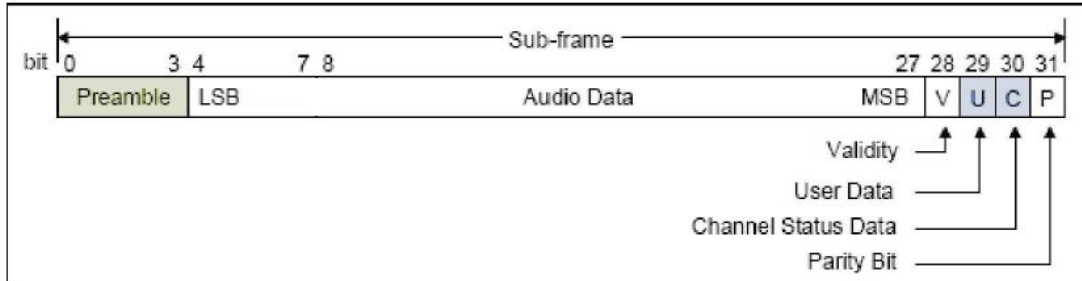 Sub-frame
bit 0 3 4 7 8 27 28 29 30 31
Preamble LSB Audio Data MSB V U C P
Validity
User Data
Channel Status Data
Parity Bit